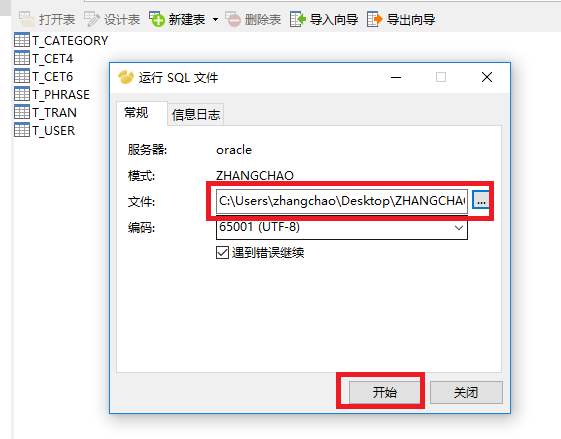 打开表 设计表 新建表 删除表 导入向导 导出向导
T_CATEGORY
T_CET4
T_CET6
T_PHRASE
T_TRAN
T_USER
运行 SQL 文件
常规 信息日志
服务器: oracle
模式: ZHANGCHAO
文件: C:\Users\zhangchao\Desktop\ZHANGCHAO ...
编码: 65001 (UTF-8)
遇到错误继续
开始 关闭